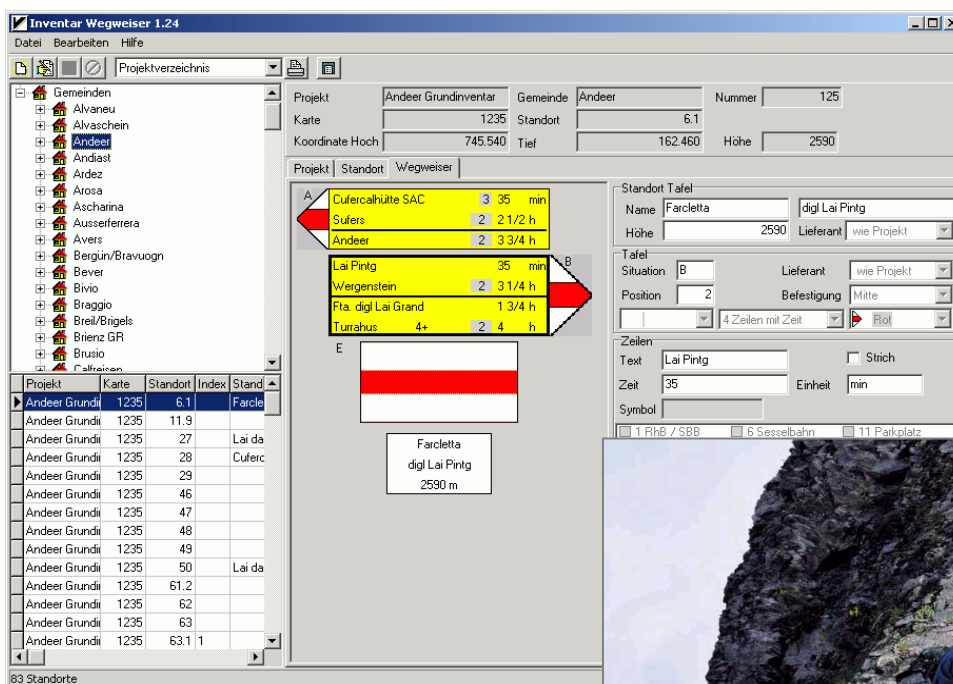 Inventar Wegweiser 1.24
Datei Bearbeiten Hilfe
Projektverzeichnis
Gemeinden
Alvaneu
Alvaschein
Andeer
Andiast
Ardez
Arosa
Ascharina
Ausserferrera
Avers
Bergün/Bravuogn
Bever
Bivio
Braggio
Breil/Brigels
Brienz GR
Brusio
Calfreisen
Projekt Karte Standort Index Stand
Andeer Grundi 1235 6.1 Farcle
Andeer Grundi 1235 11.9
Andeer Grundi 1235 27 Lai da
Andeer Grundi 1235 28 Cuferc
Andeer Grundi 1235 29
Andeer Grundi 1235 46
Andeer Grundi 1235 47
Andeer Grundi 1235 48
Andeer Grundi 1235 49
Andeer Grundi 1235 50 Lai da
Andeer Grundi 1235 61.2
Andeer Grundi 1235 62
Andeer Grundi 1235 63
Andeer Grundi 1235 63.1 1
83 Standorte
Projekt Andeer Grundinventar Gemeinde Andeer Nummer 125
Karte 1235 Standort 6.1
Koordinate Hoch 745.540 Tief 162.460 Höhe 2590
Projekt Standort Wegweiser
A
Cufercalhütte SAC 3 35 min
Sufers 2 2 1/2 h
Andeer 2 3 3/4 h
B
Lai Pintg 35 min
Wergenstein 2 3 1/4 h
Fta. digl Lai Grand 1 3/4 h
Turrahus 4+ 2 4 h
E
Farcletta
digl Lai Pintg
2590 m
Standort Tafel
Name Farcletta digl Lai Pintg
Höhe 2590 Lieferant wie Projekt
Tafel
Situation B Lieferant wie Projekt
Position 2 Befestigung Mitte
4 Zeilen mit Zeit Rot
Zeilen
Text Lai Pintg Strich
Zeit 35 Einheit min
Symbol
1 RhB / SBB 6 Sesselbahn 11 Parkplatz